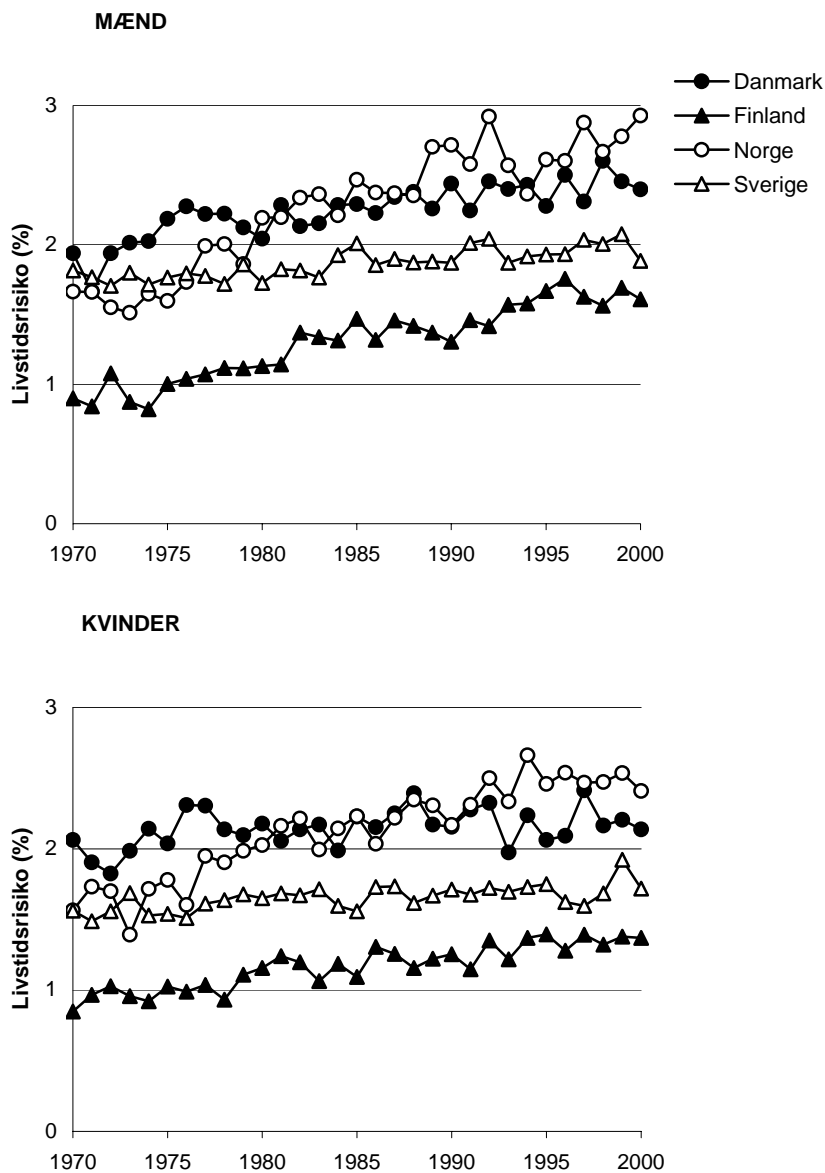 MÆND
Danmark
Finland
Norge
Sverige
Livstidsrisiko (%)
3
2
1
0
1970 1975 1980 1985 1990 1995 2000
KVINDER
Livstidsrisiko (%)
3
2
1
0
1970 1975 1980 1985 1990 1995 2000